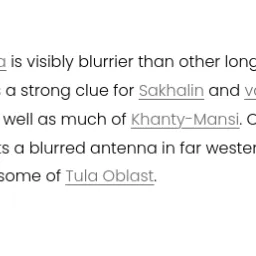 a is visibly blurrier than other long
a strong clue for Sakhalin and
well as much of Khanty-Mansi.
a blurred antenna in far wester
some of Tula Oblast.